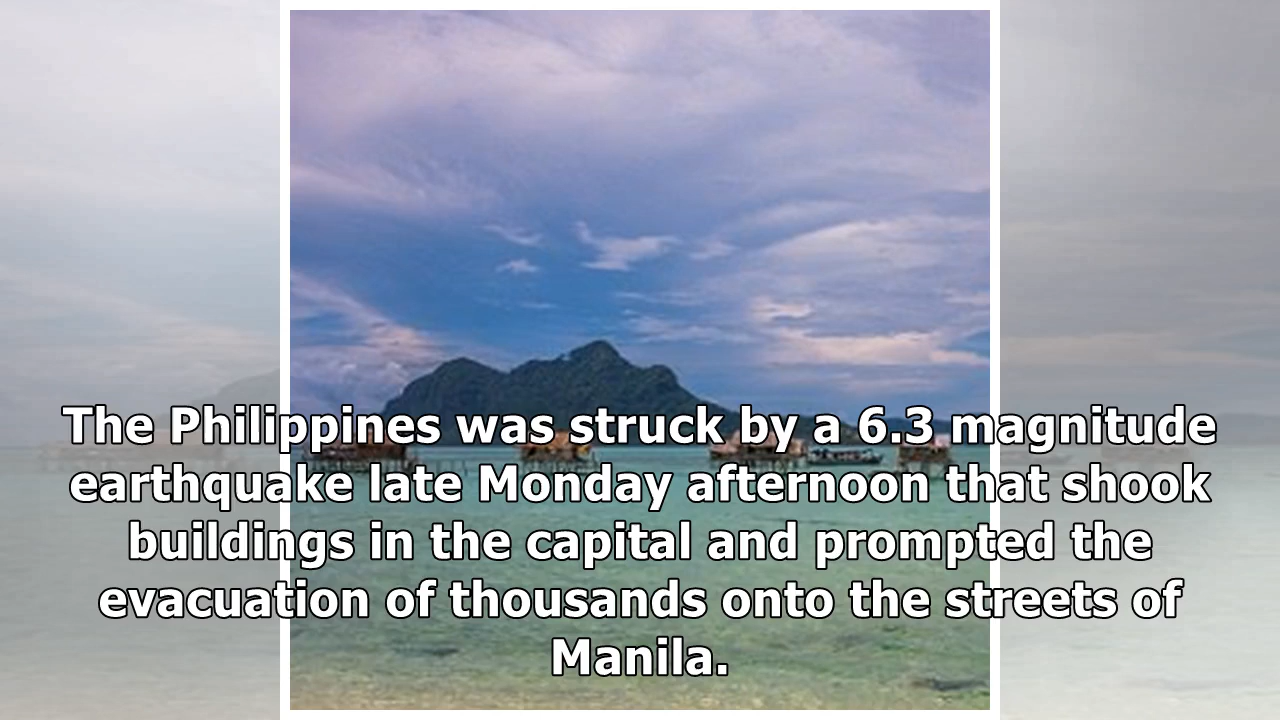 The Philippines was struck by a 6.3 magnitude
earthquake late Monday afternoon that shook
buildings in the capital and prompted the
evacuation of thousands onto the streets of
Manila.